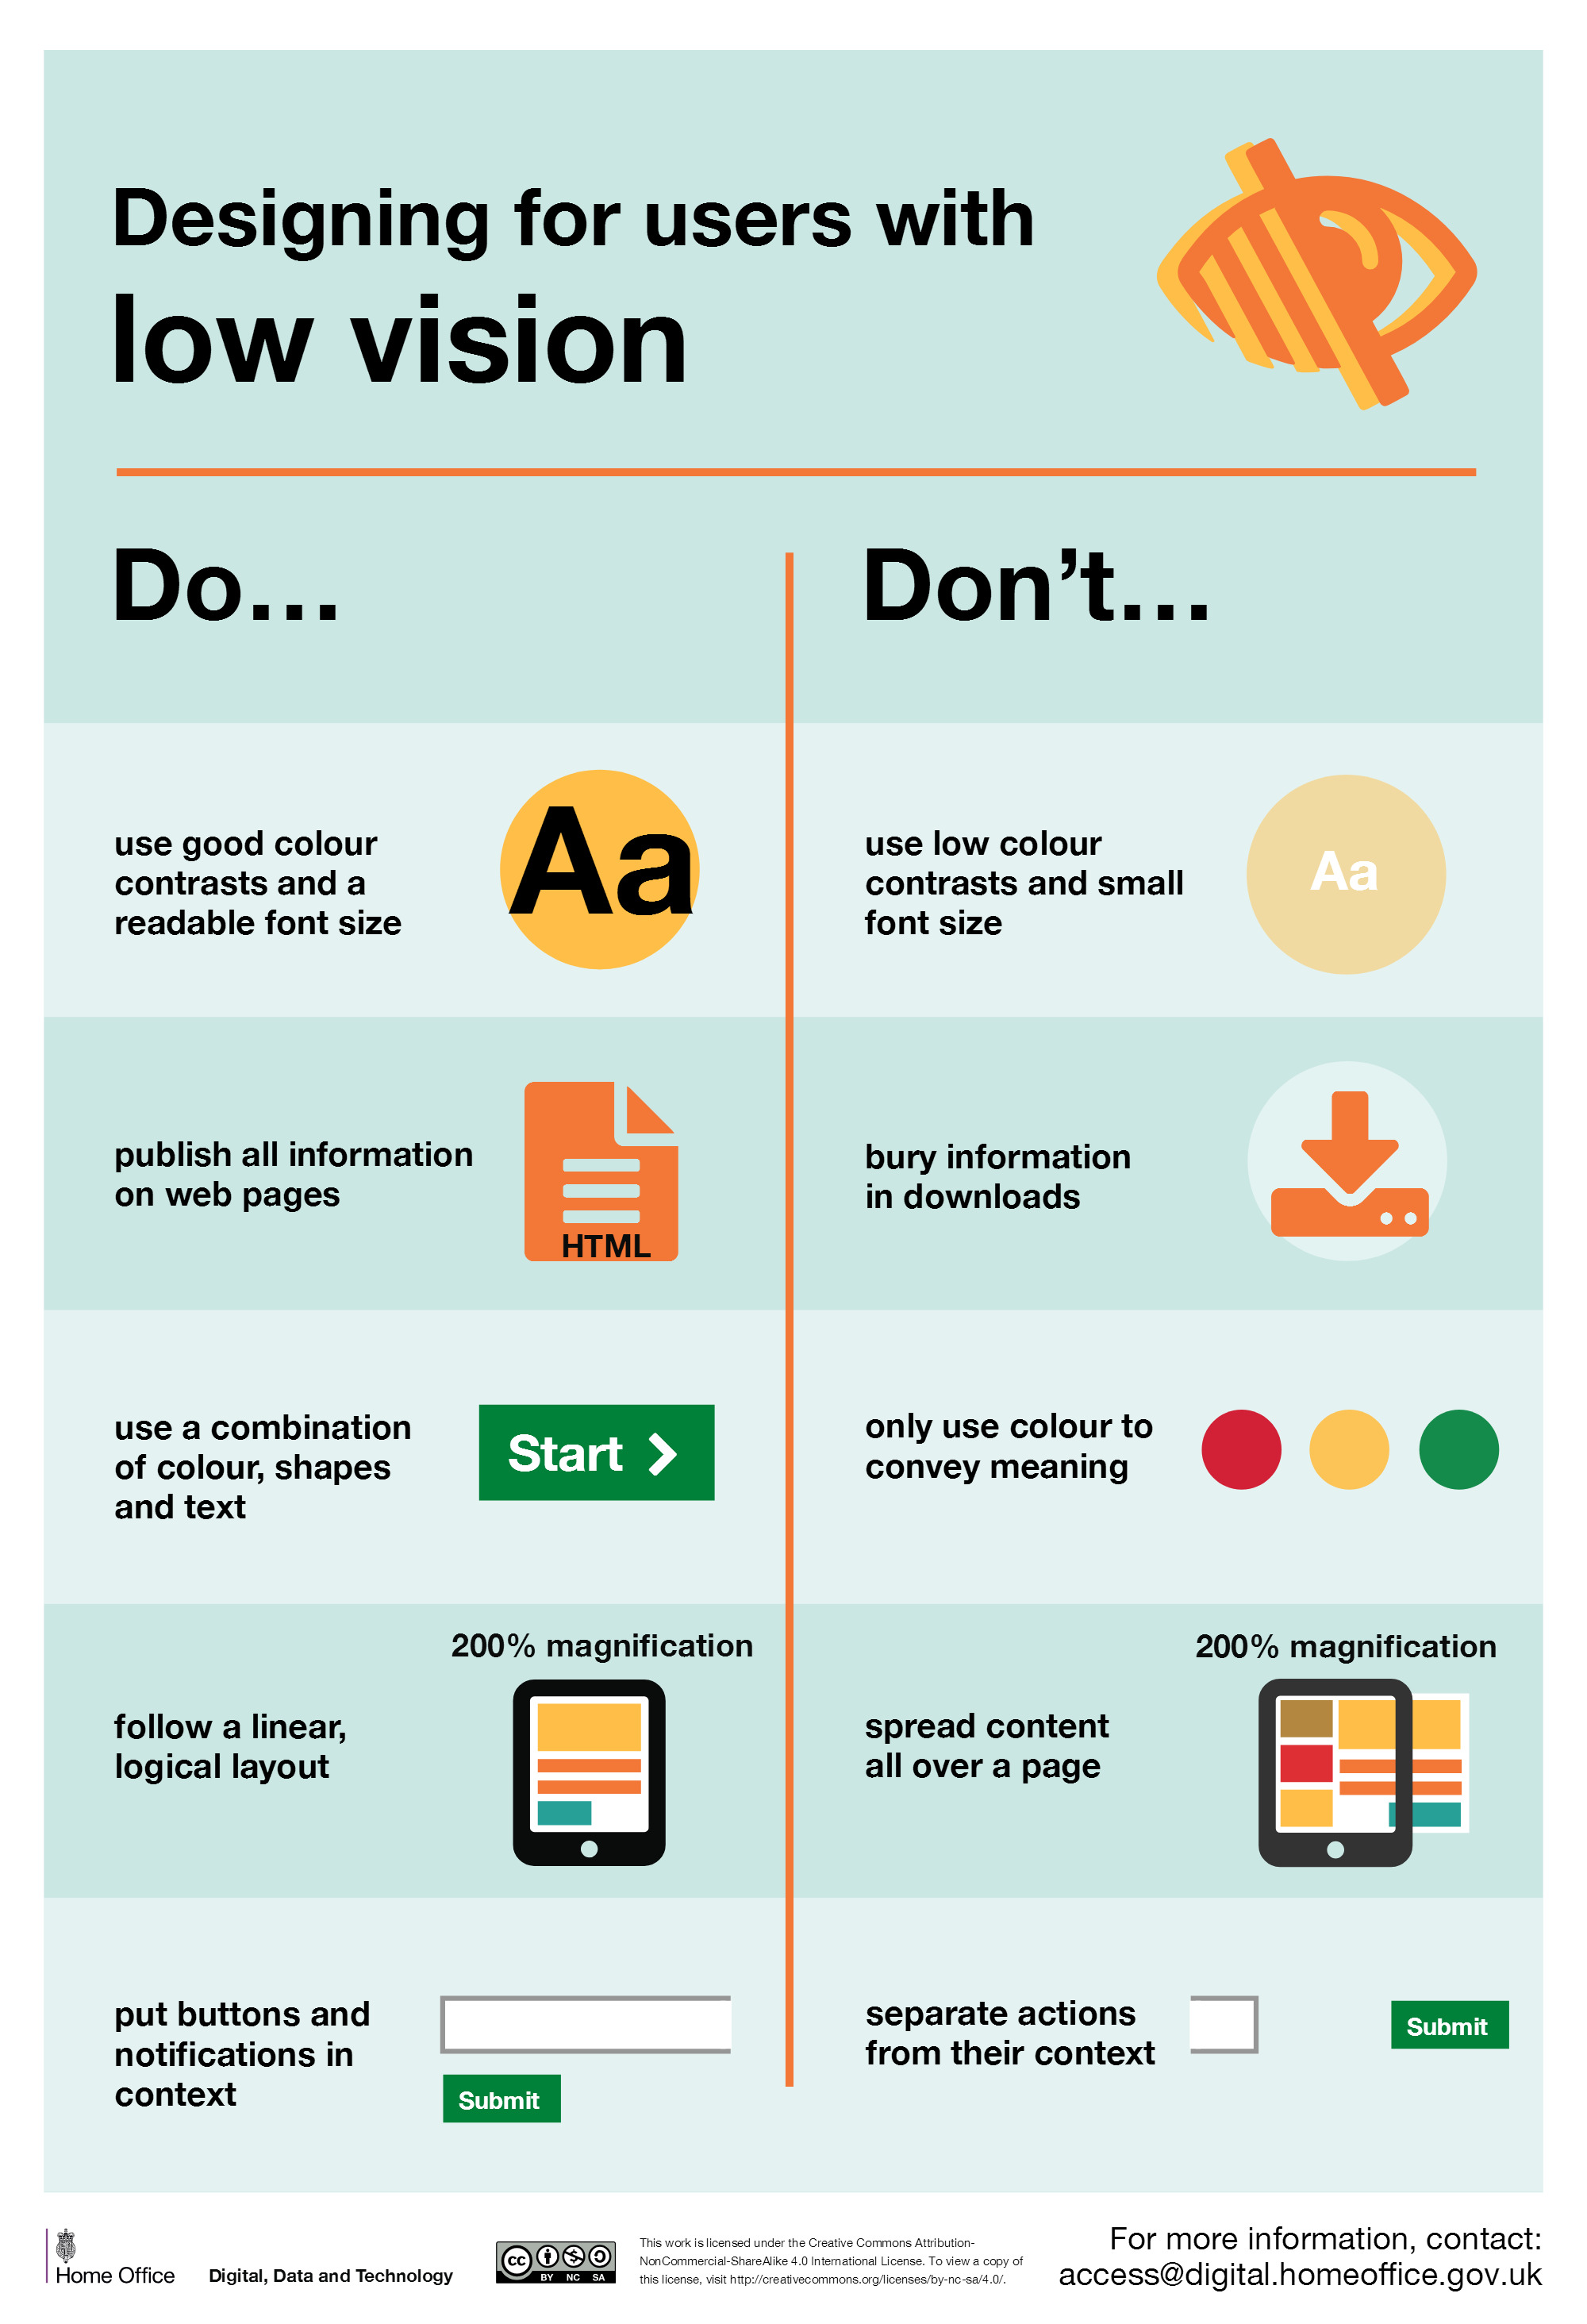 Designing for users with
low vision
Do…
Don’t…
use good colour
contrasts and a
readable font size
Aa
use low colour
contrasts and small
font size
Aa
publish all information
on web pages
HTML
bury information
in downloads
use a combination
of colour, shapes
and text
Start
only use colour to
convey meaning
follow a linear,
logical layout
200% magnification
spread content
all over a page
200% magnification
put buttons and
notifications in
context
Submit
separate actions
from their context
Submit
Home Office
Digital, Data and Technology
cc
BY NC SA
This work is licensed under the Creative Commons Attribution-
NonCommercial-ShareAlike 4.0 International License. To view a copy of
this license, visit http://creativecommons.org/licenses/by-nc-sa/4.0/.
For more information, contact:
access@digital.homeoffice.gov.uk